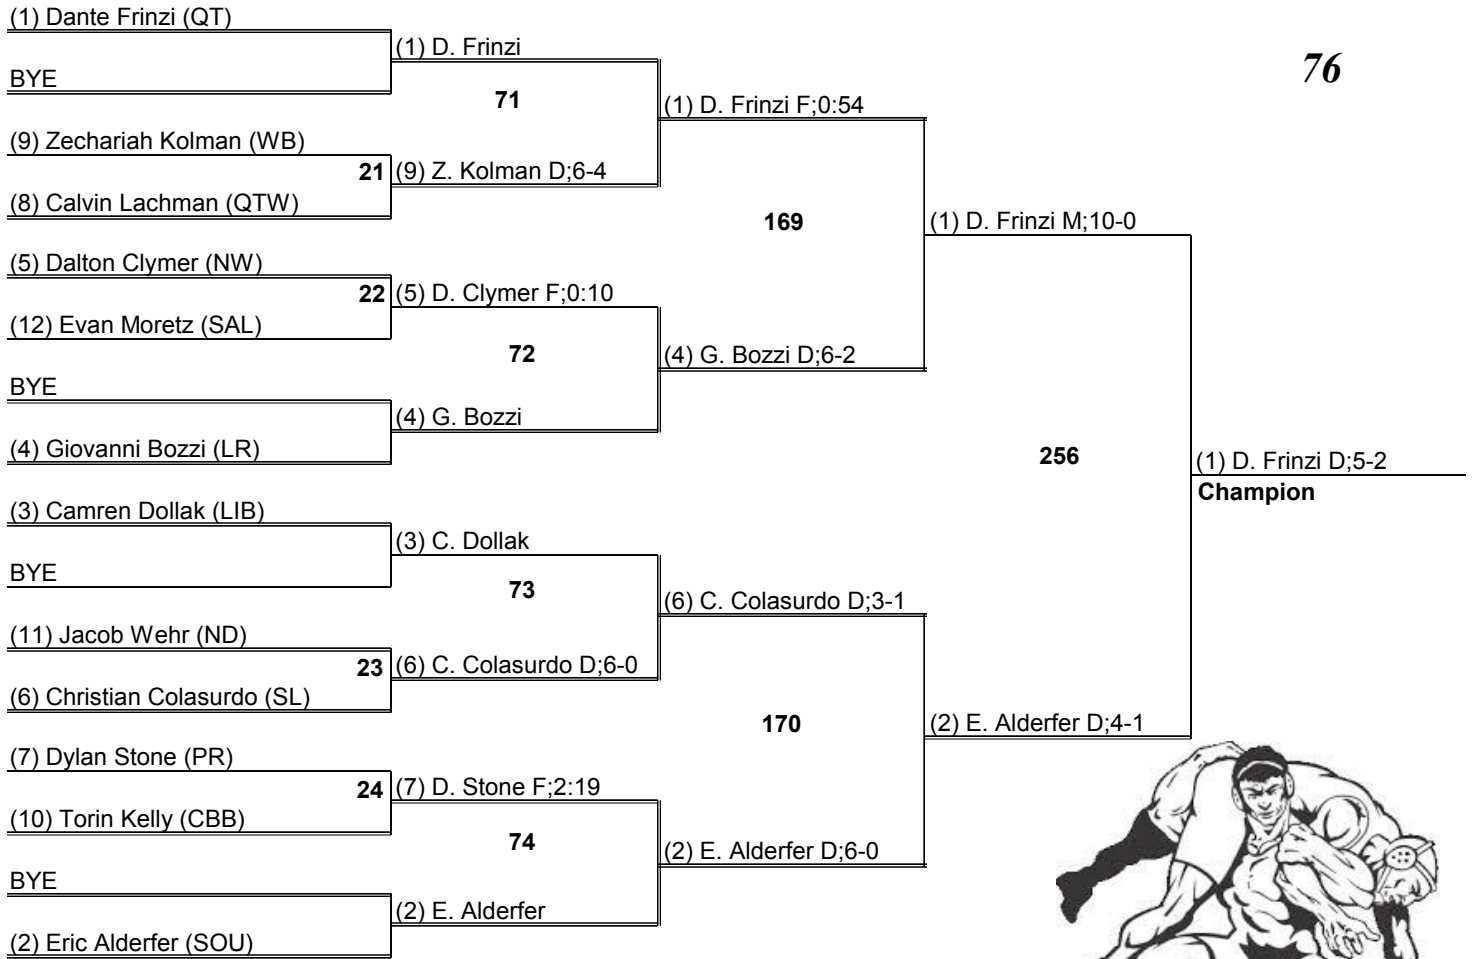 (1) Dante Frinzi (QT)
BYE
(9) Zechariah Kolman (WB)
(8) Calvin Lachman (QTW)
(5) Dalton Clymer (NW)
(12) Evan Moretz (SAL)
BYE
(4) Giovanni Bozzi (LR)
(3) Camren Dollak (LIB)
BYE
(11) Jacob Wehr (ND)
(6) Christian Colasurdo (SL)
(7) Dylan Stone (PR)
(10) Torin Kelly (CBB)
BYE
(2) Eric Alderfer (SOU)
21
22
23
24
(1) D. Frinzi
(9) Z. Kolman D;6-4
(5) D. Clymer F;0:10
(4) G. Bozzi
(3) C. Dollak
(6) C. Colasurdo D;6-0
(7) D. Stone F;2:19
(2) E. Alderfer
71
72
73
74
(1) D. Frinzi F;0:54
(4) G. Bozzi D;6-2
(6) C. Colasurdo D;3-1
(2) E. Alderfer D;6-0
169
170
(1) D. Frinzi M;10-0
(2) E. Alderfer D;4-1
256
(1) D. Frinzi D;5-2
Champion
76